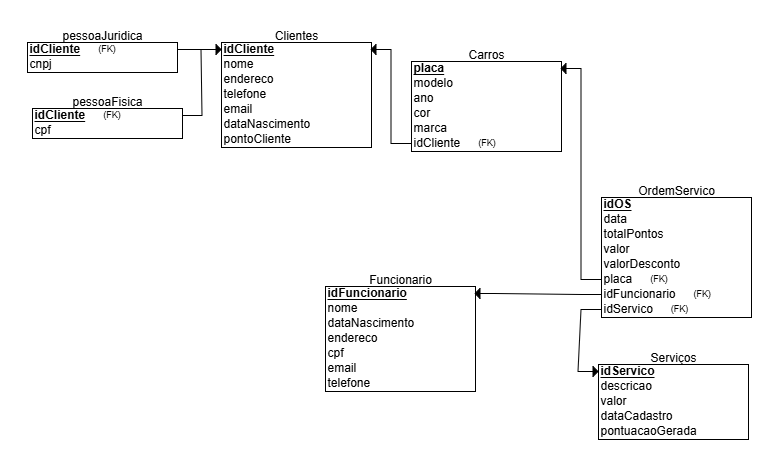 pessoaJuridica
idCliente (FK)
cnpj
pessoaFisica
idCliente (FK)
cpf
Clientes
idCliente
nome
endereco
telefone
email
dataNascimento
pontoCliente
Carros
placa
modelo
ano
cor
marca
idCliente (FK)
OrdemServico
idOS
data
totalPontos
valor
valorDesconto
placa (FK)
idFuncionario (FK)
idServico (FK)
Funcionario
idFuncionario
nome
dataNascimento
endereco
cpf
email
telefone
Serviços
idServico
descricao
valor
dataCadastro
pontuacaoGerada